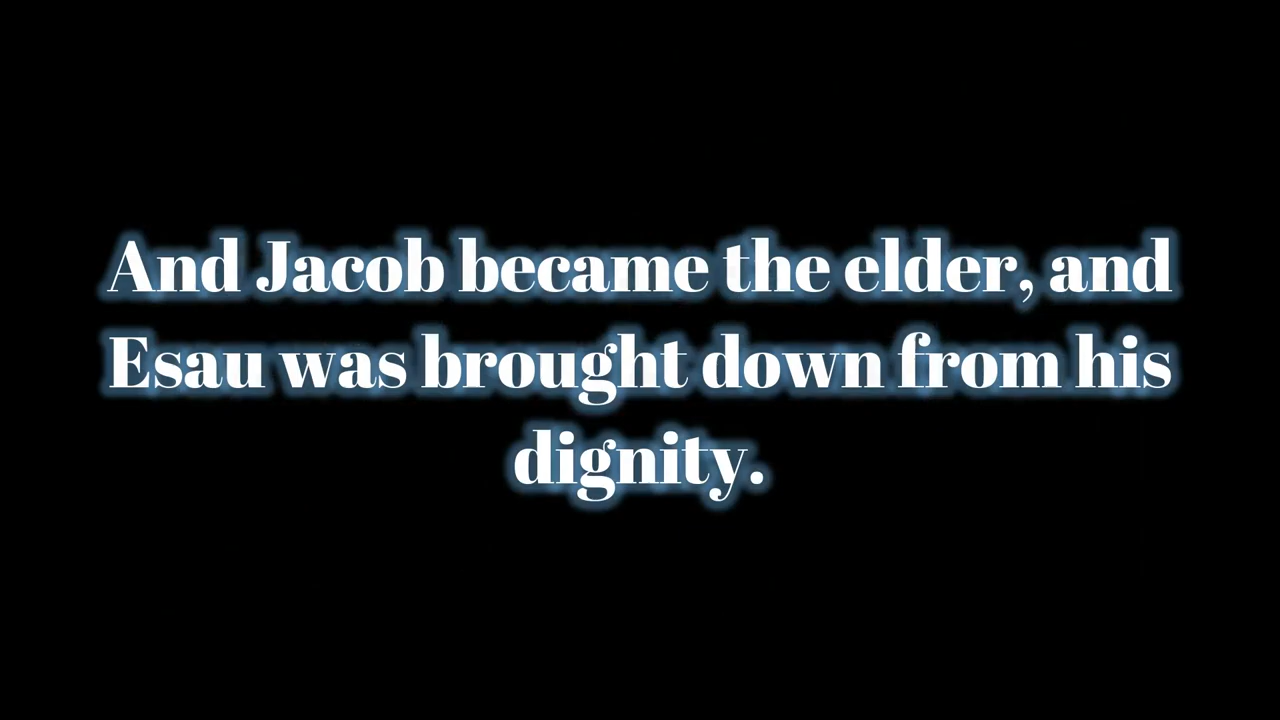 And Jacob became the elder, and
Esau was brought down from his
dignity.